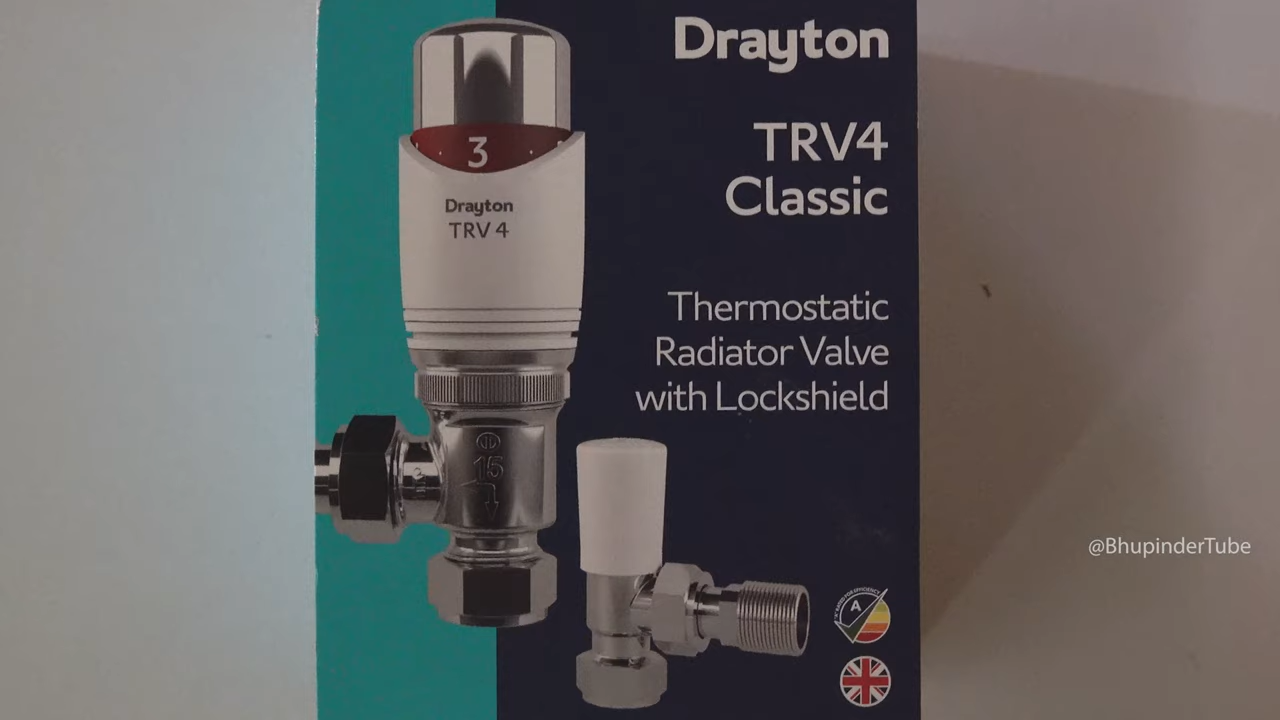 Drayton
TRV4
Classic
3
Drayton
TRV 4
Thermostatic
Radiator Valve
with Lockshield
15
@BhupinderTube
A